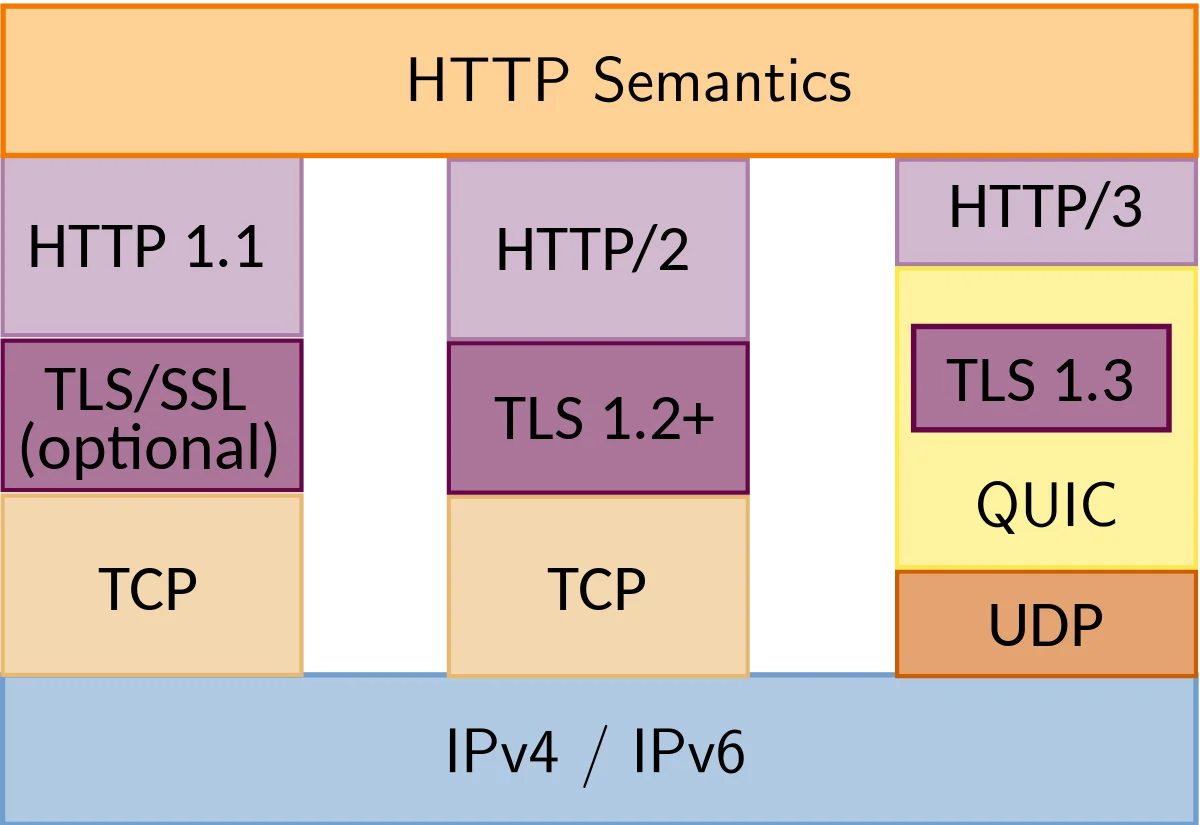 HTTP Semantics
HTTP 1.1
TLS/SSL
(optional)
TCP
HTTP/2
TLS 1.2+
TCP
HTTP/3
TLS 1.3
QUIC
UDP
IPv4 / IPv6